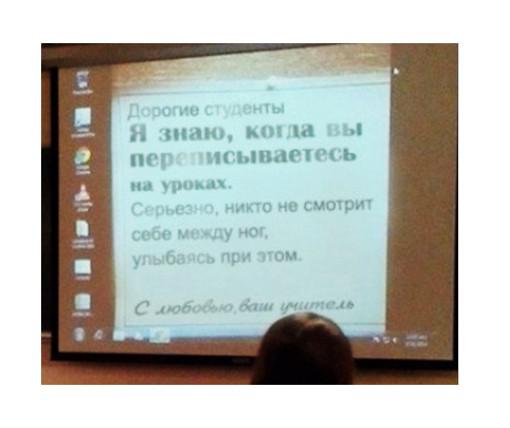 Дорогие студенты
Я знаю, когда вы
переписываетесь
на уроках.
Серьезно, никто не смотрит
себе между ног,
улыбаясь при этом.
С любовью, ваш учитель